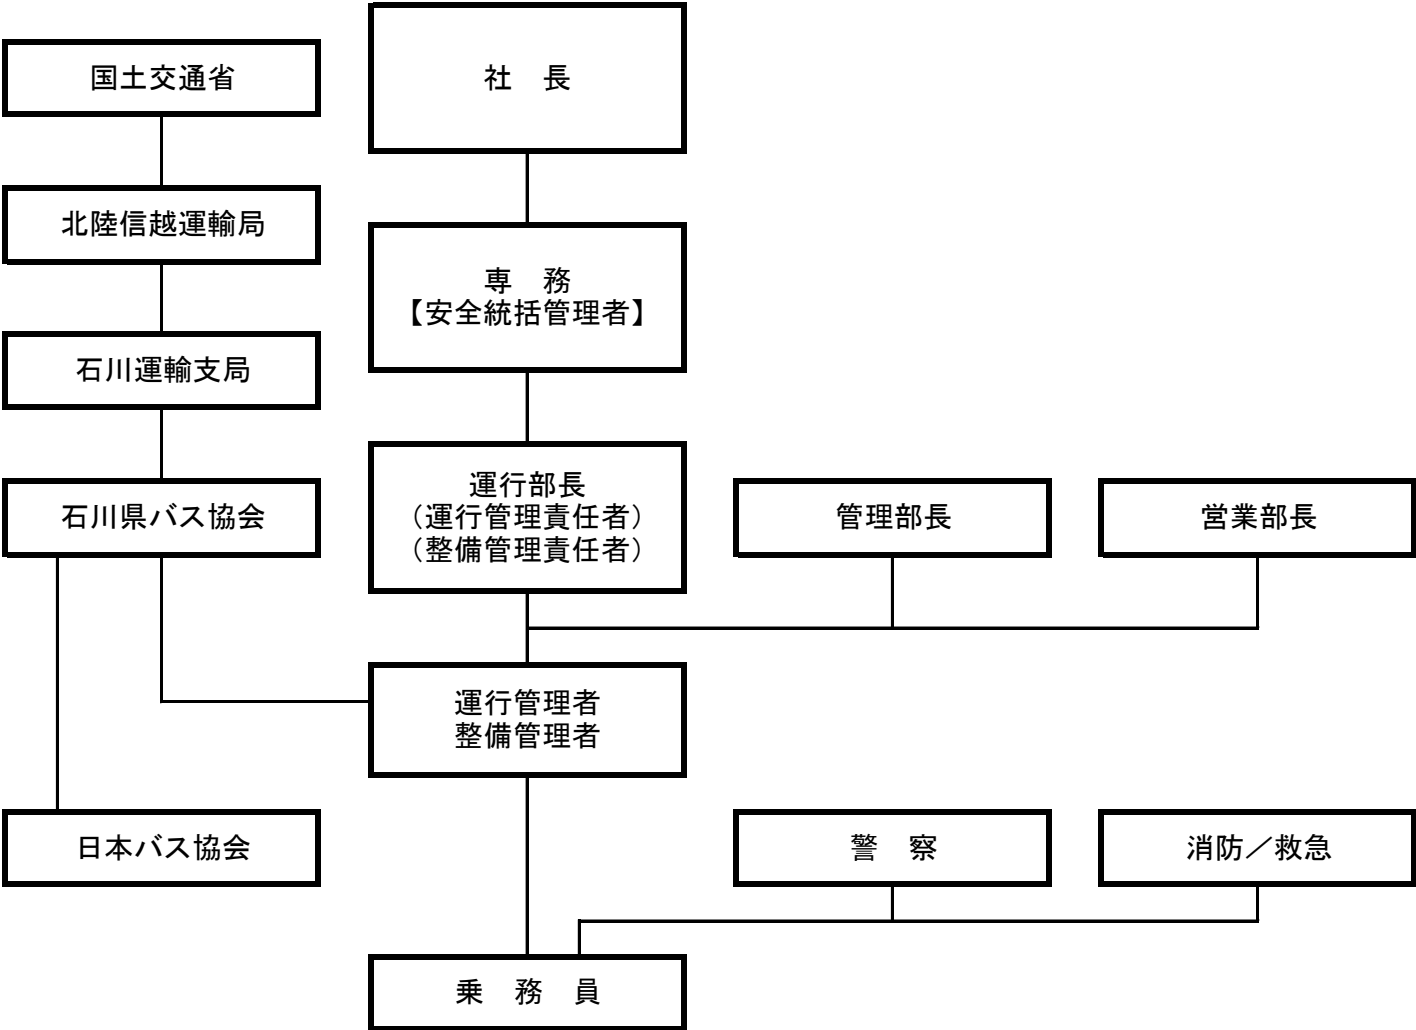 国土交通省
社　長
北陸信越運輸局
専　務
【安全統括管理者】
石川運輸支局
石川県バス協会
運行部長
（運行管理責任者）
（整備管理責任者）
管理部長
営業部長
運行管理者
整備管理者
日本バス協会
警　察
消防／救急
乗　務　員